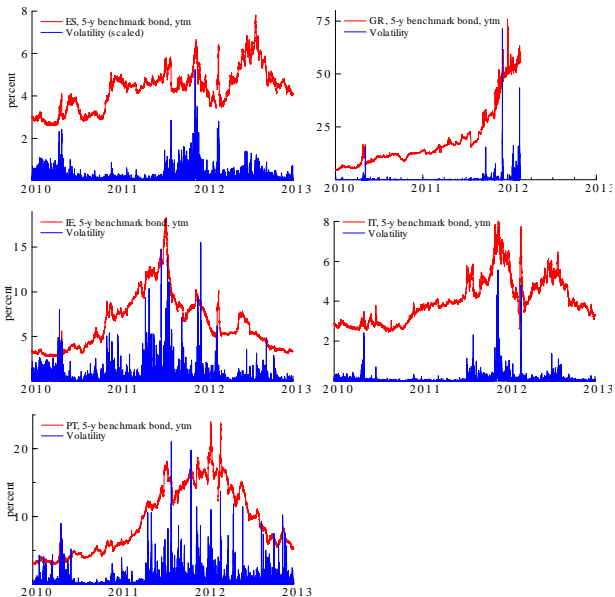 ES, 5-y benchmark bond, ytm
Volatility (scaled)
percent
8
6
4
2
2010 2011 2012 2013
GR, 5-y benchmark bond, ytm
Volatility
75
50
25
2010 2011 2012 2013
IE, 5-y benchmark bond, ytm
Volatility
percent
15
10
5
2010 2011 2012 2013
IT, 5-y benchmark bond, ytm
Volatility
8
6
4
2
2010 2011 2012 2013
PT, 5-y benchmark bond, ytm
Volatility
percent
20
10
2010 2011 2012 2013